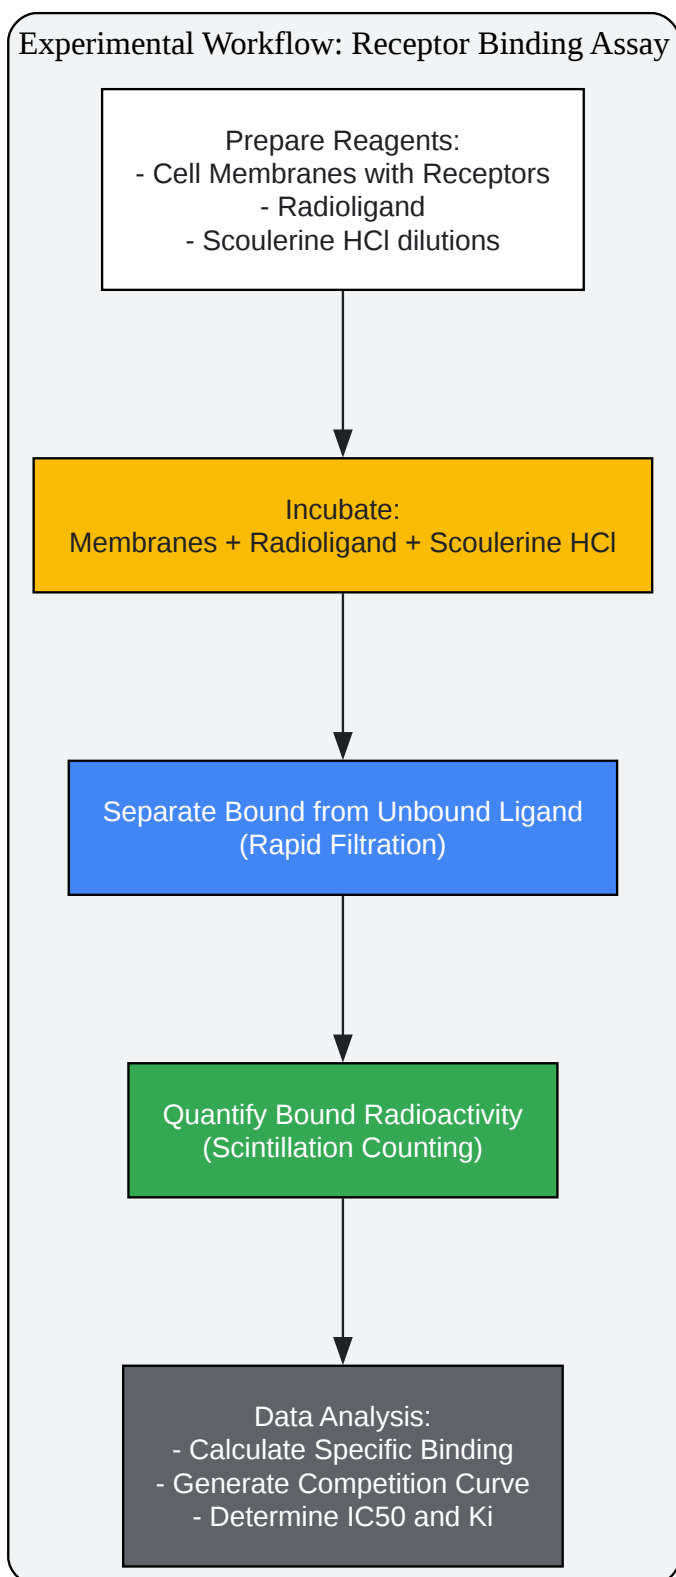 Experimental Workflow: Receptor Binding Assay
Prepare Reagents:
- Cell Membranes with Receptors
- Radioligand
- Scoulerine HCl dilutions
Incubate:
Membranes + Radioligand + Scoulerine HCl
Separate Bound from Unbound Ligand
(Rapid Filtration)
Quantify Bound Radioactivity
(Scintillation Counting)
Data Analysis:
- Calculate Specific Binding
- Generate Competition Curve
- Determine IC50 and Ki